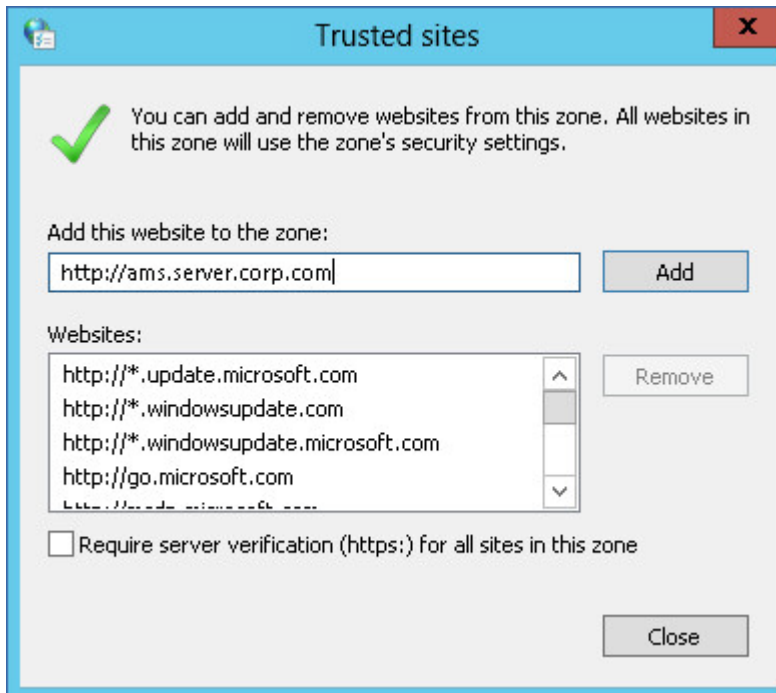 Trusted sites
You can add and remove websites from this zone. All websites in
this zone will use the zone's security settings.
Add this website to the zone:
http://ams.server.corp.com
Add
Websites:
http://*.update.microsoft.com
http://*.windowsupdate.com
http://*.windowsupdate.microsoft.com
http://go.microsoft.com
Remove
Require server verification (https:) for all sites in this zone
Close